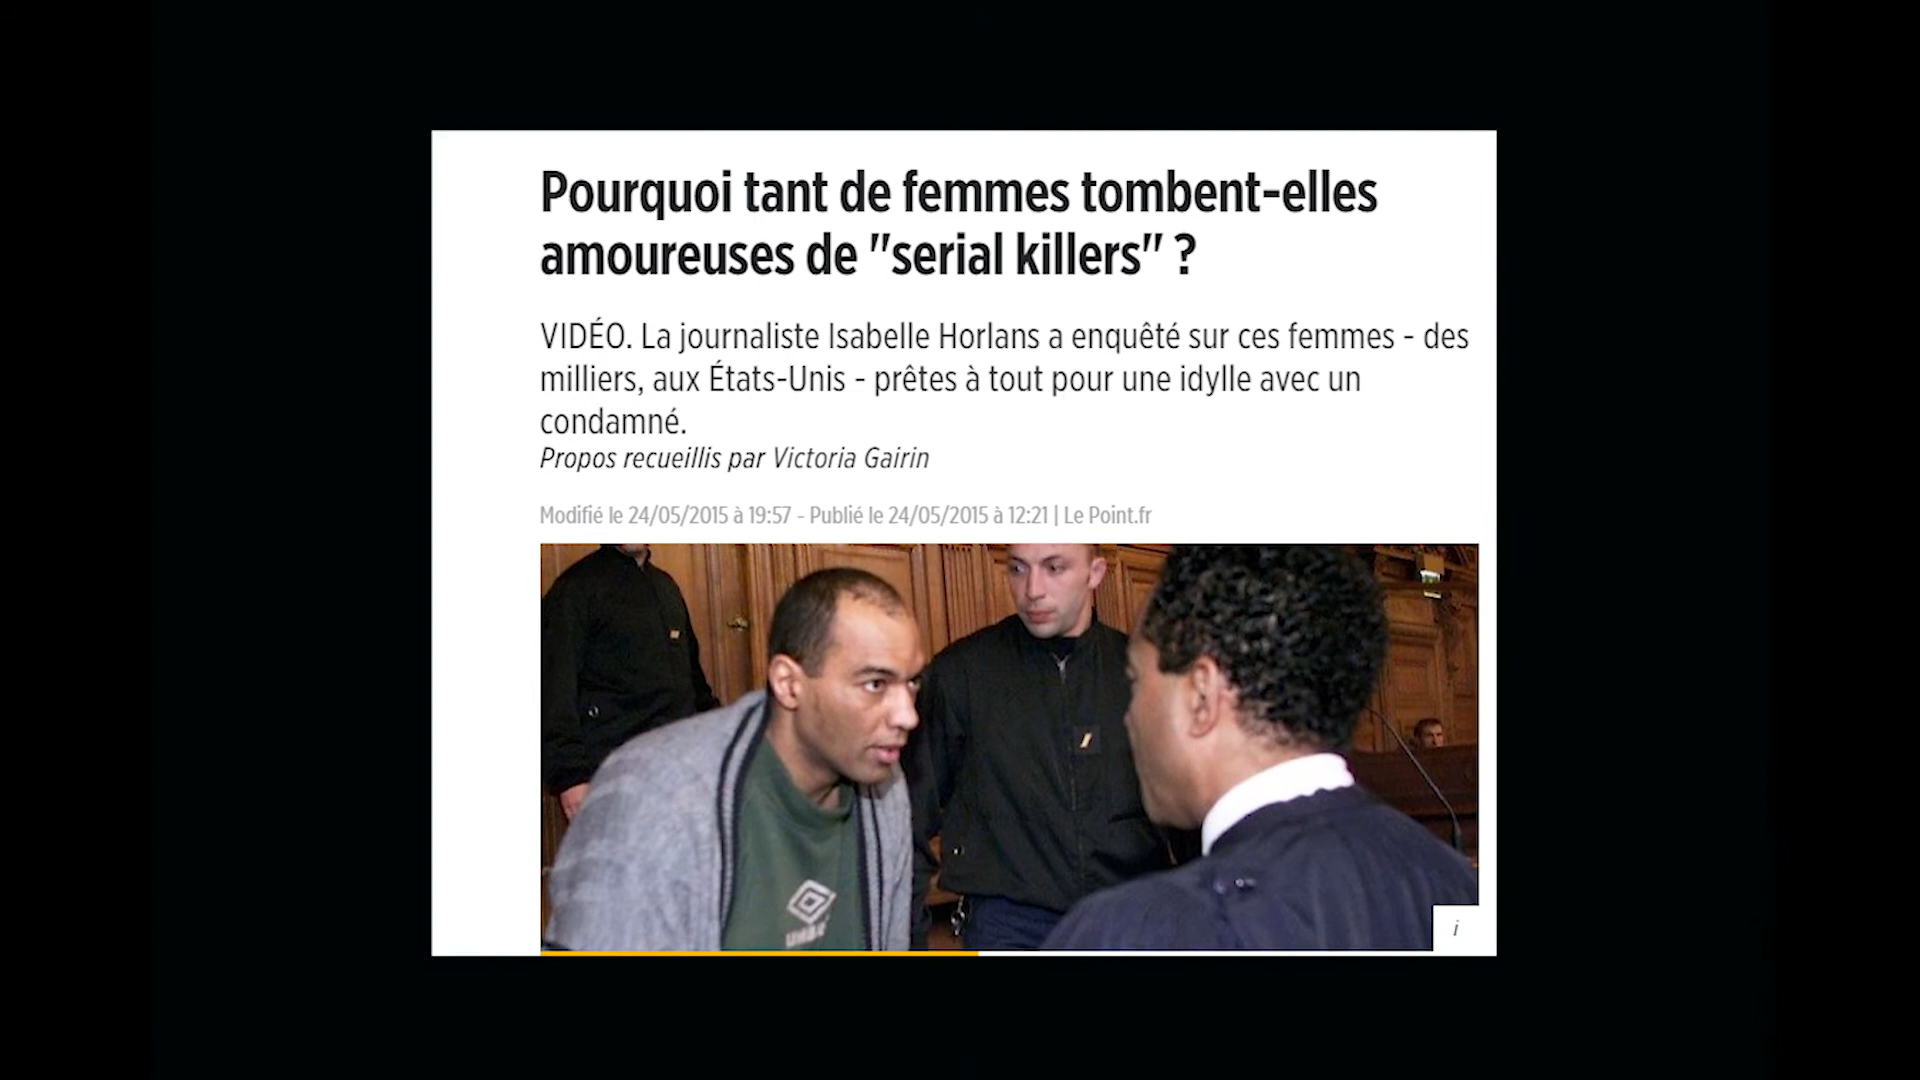 Pourquoi tant de femmes tombent-elles
amoureuses de "serial killers" ?
VIDÉO. La journaliste Isabelle Horlans a enquêté sur ces femmes - des
milliers, aux États-Unis - prêtes à tout pour une idylle avec un
condamné.
Propos recueillis par Victoria Gairin
Modifié le 24/05/2015 à 19:57 - Publié le 24/05/2015 à 12:21 | Le Point.fr
i